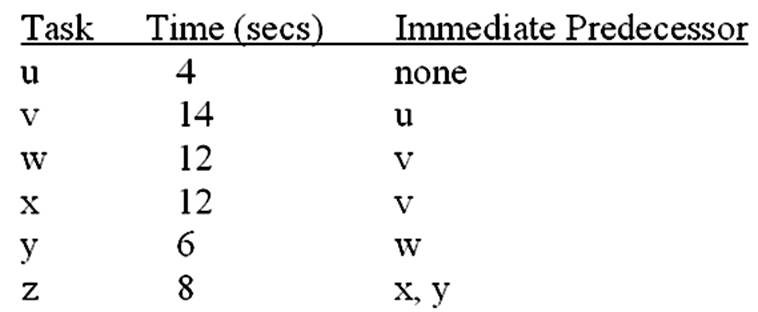 Task Time (secs) Immediate Predecessor
u 4 none
v 14 u
w 12 v
x 12 v
y 6 w
z 8 x, y